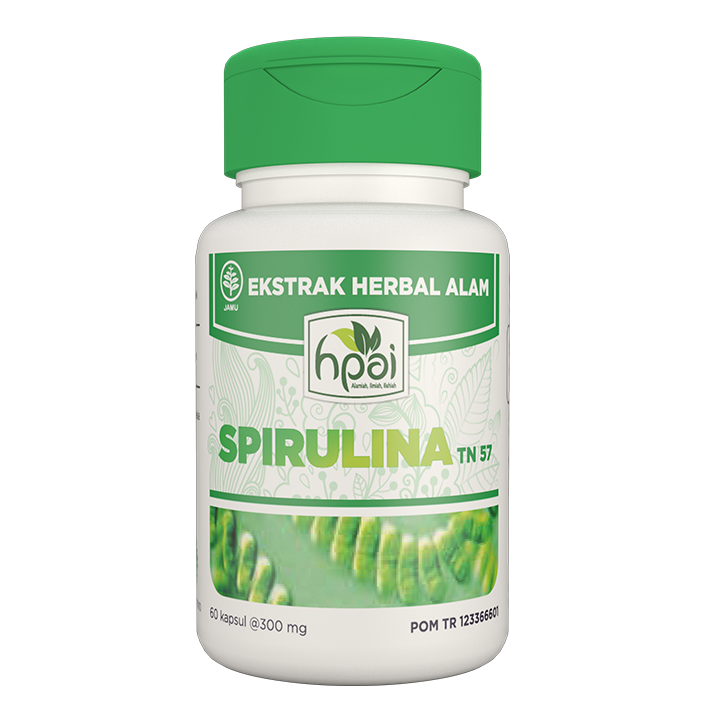 JAMU
EKSTRAK HERBAL ALAM
hpai
Alamiah, Ilmiah, Ilahiah
SPIRULINA TN 57
60 kapsul @300 mg
POM TR 123366601